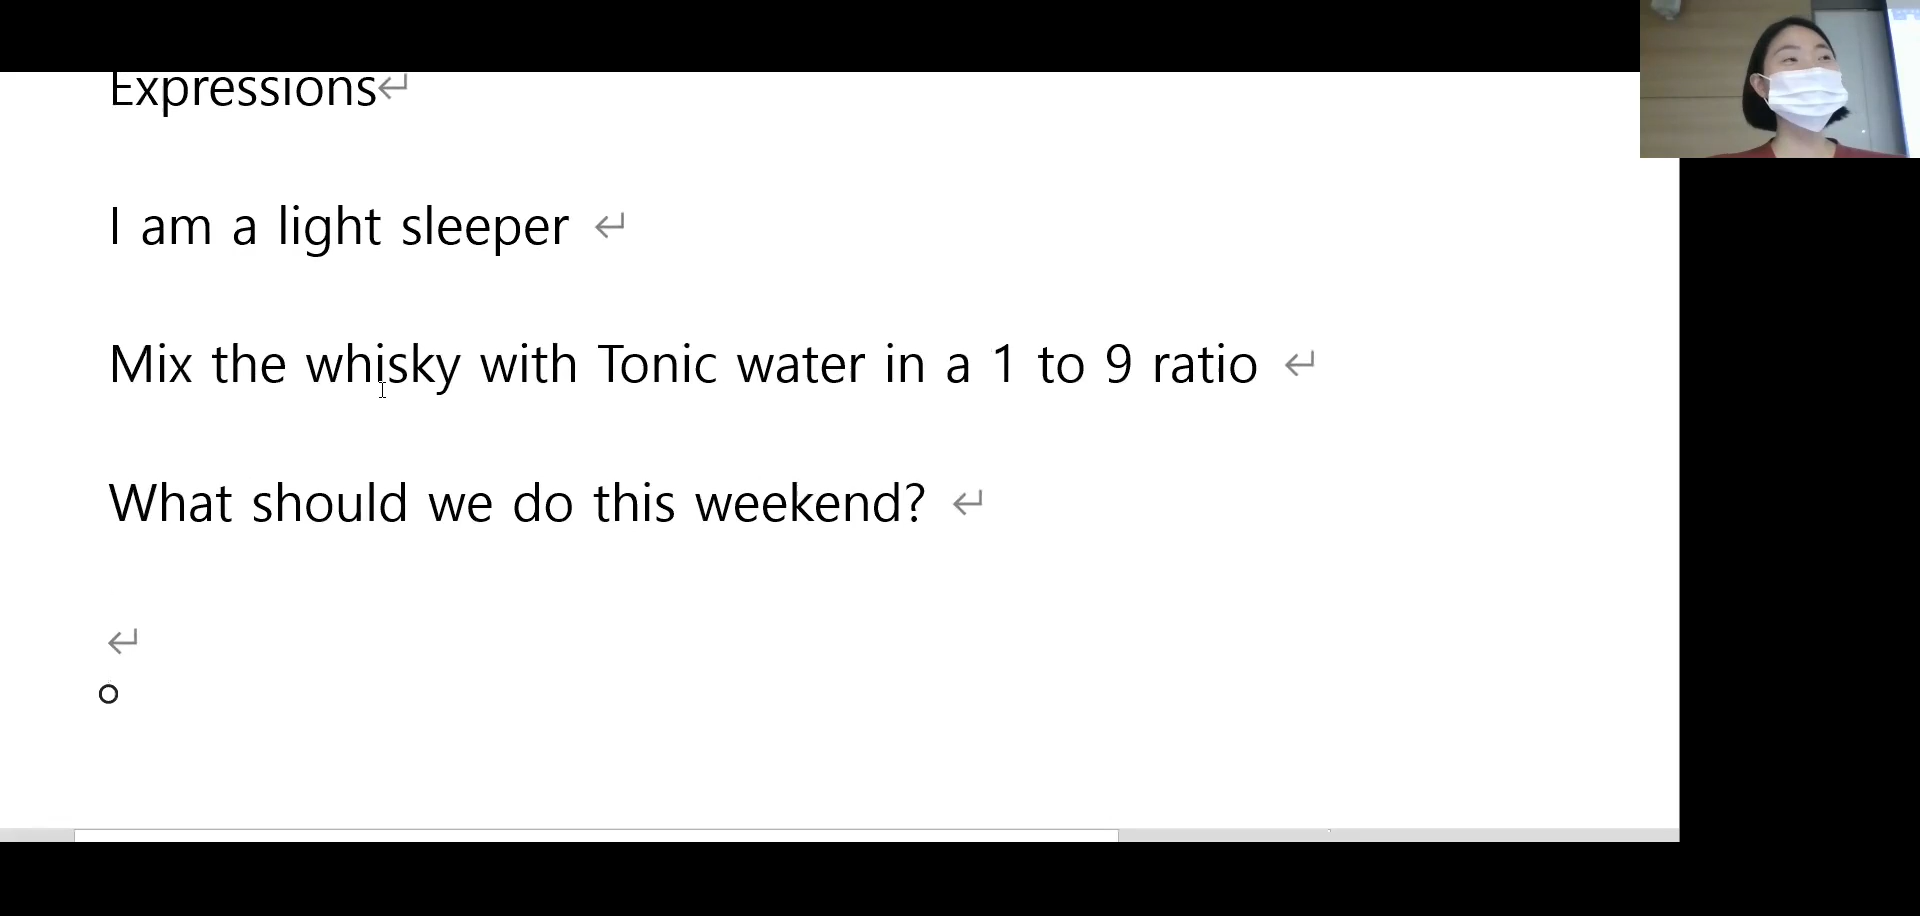 Expressions
I am a light sleeper
Mix the whisky with Tonic water in a 1 to 9 ratio
What should we do this weekend?